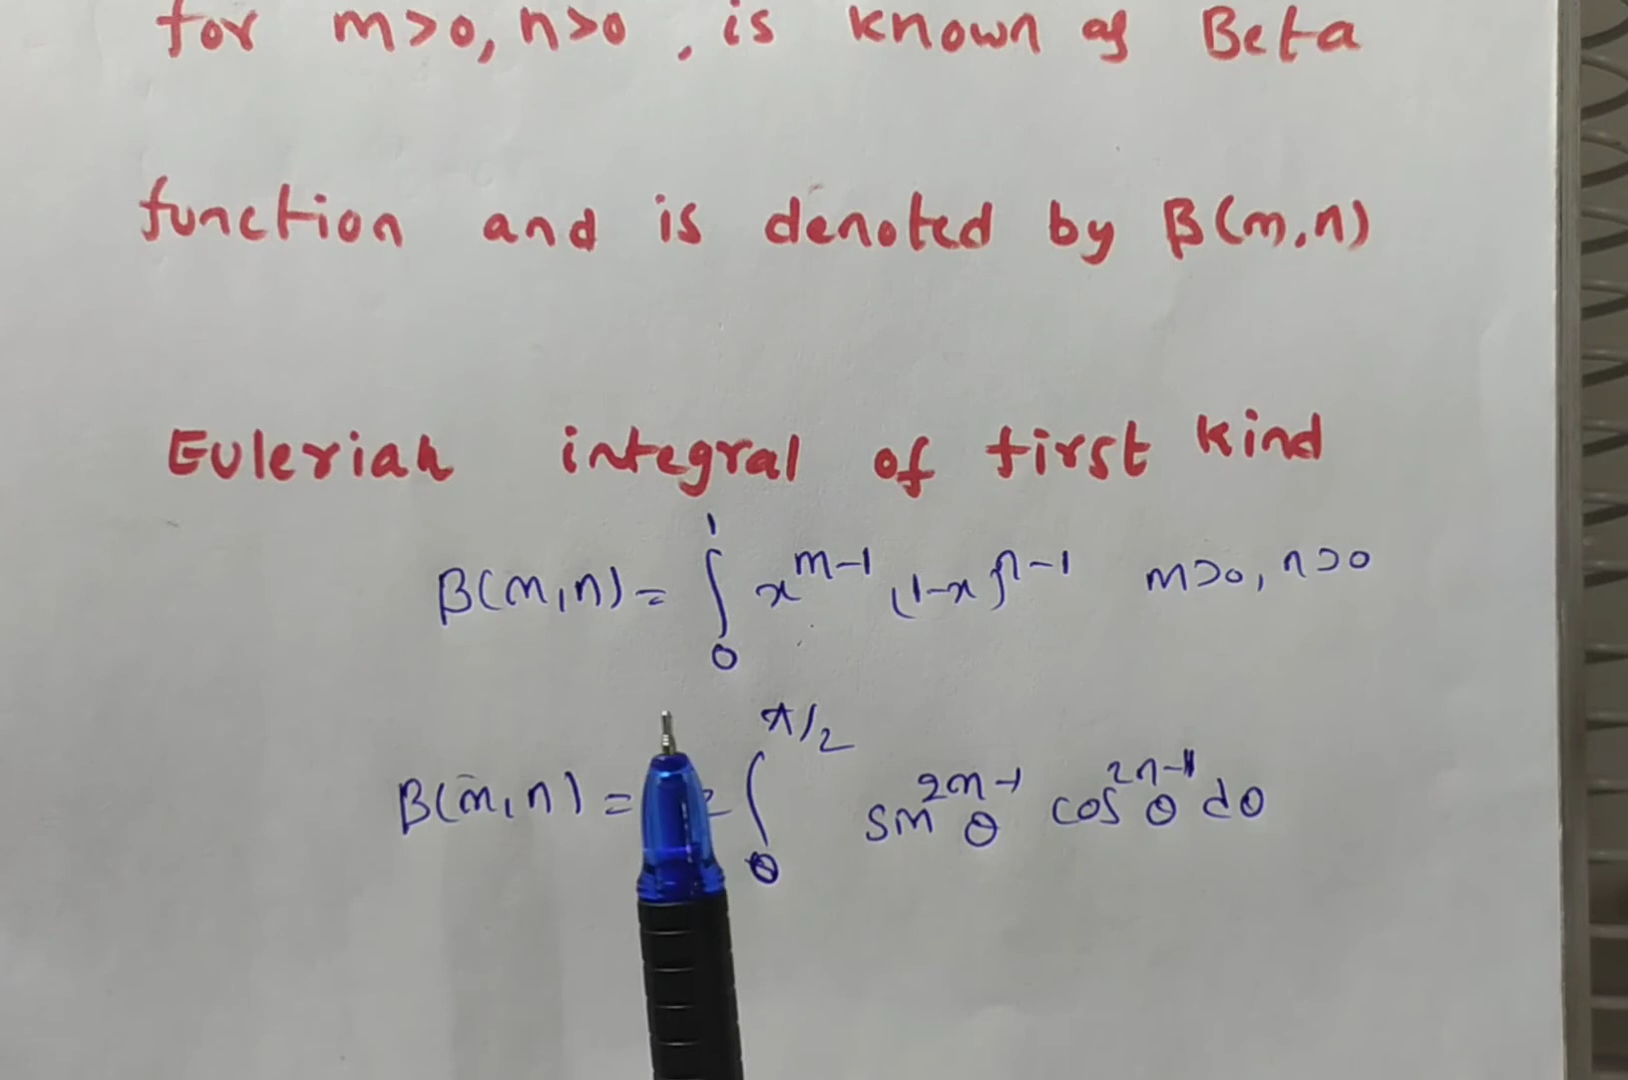 for m>0, n>0, is known as Beta
function and is denoted by β(m,n)
Eulerian integral of first kind
β(m,n) = ∫₀¹ x^(m-1) (1-x)^(n-1) m>0, n>0
β(m,n) = 2 ∫₀^(π/2) sin^(2m-1) θ cos^(2n-1) θ dθ